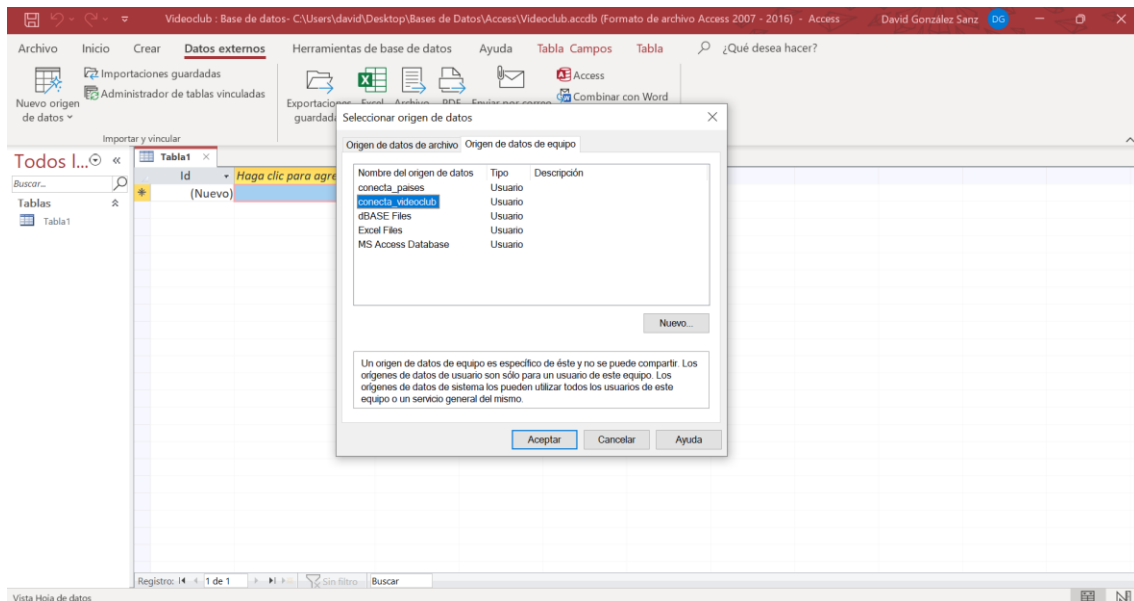 Videoclub : Base de datos- C:\Users\david\Desktop\Bases de Datos\Access\Videoclub.accdb (Formato de archivo Access 2007 - 2016) - Access David González Sanz DG
Archivo Inicio Crear Datos externos Herramientas de base de datos Ayuda Tabla Campos Tabla ¿Qué desea hacer?
Nuevo origen de datos
Importaciones guardadas
Administrador de tablas vinculadas
Importar y vincular
Exportaciones guardad
Excel Archivo PDF Enviar por correo
Access
Combinar con Word
Todos l...
Buscar...
Tablas
Tabla1
Tabla1
Id Haga clic para agre
(Nuevo)
Seleccionar origen de datos
Origen de datos de archivo Origen de datos de equipo
Nombre del origen de datos Tipo Descripción
conecta_paises Usuario
conecta_videoclub Usuario
dBASE Files Usuario
Excel Files Usuario
MS Access Database Usuario
Nuevo...
Un origen de datos de equipo es específico de éste y no se puede compartir. Los
orígenes de datos de usuario son sólo para un usuario de este equipo. Los
orígenes de datos de sistema los pueden utilizar todos los usuarios de este
equipo o un servicio general del mismo.
Aceptar Cancelar Ayuda
Registro: 1 de 1 Sin filtro Buscar
Vista Hoja de datos